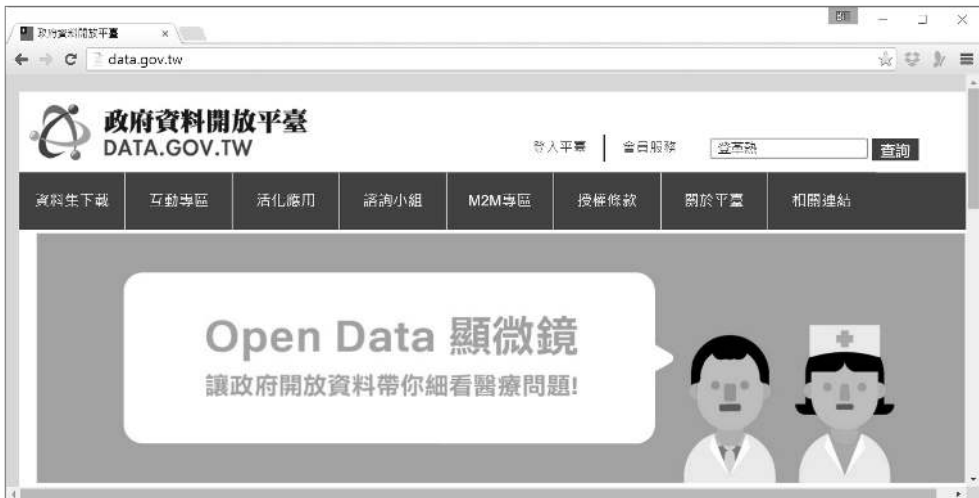 政府資料開放平臺
data.gov.tw
政府資料開放平臺
DATA.GOV.TW
登入平臺
會員服務
登革熱
查詢
資料集下載
互動專區
活化應用
諮詢小組
M2M專區
授權條款
關於平臺
相關連結
Open Data 顯微鏡
讓政府開放資料帶你細看醫療問題!